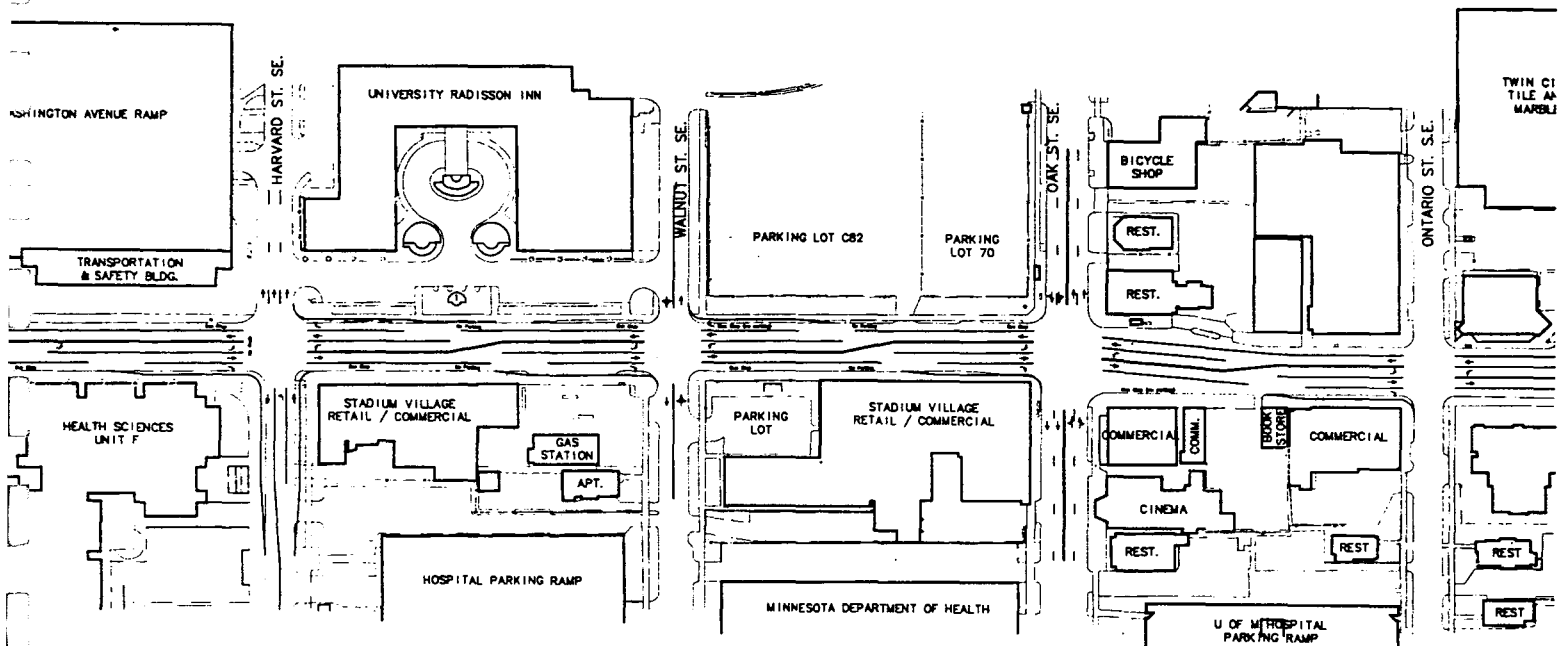 HARVARD ST. SE.
UNIVERSITY RADISSON INN
WALNUT ST. SE.
OAK ST. SE.
ONTARIO ST. S.E.
TWIN CI
TILE AN
MARBLE
ASHINGTON AVENUE RAMP
BICYCLE
SHOP
REST.
PARKING LOT C82
PARKING
LOT 70
TRANSPORTATION
& SAFETY BLDG.
REST.
HEALTH SCIENCES
UNIT F
STADIUM VILLAGE
RETAIL / COMMERCIAL
GAS
STATION
APT.
PARKING
LOT
STADIUM VILLAGE
RETAIL / COMMERCIAL
COMMERCIAL
COMM.
BOOK
STORE
COMMERCIAL
CINEMA
REST.
REST
REST
HOSPITAL PARKING RAMP
MINNESOTA DEPARTMENT OF HEALTH
U OF M HOSPITAL
PARKING RAMP
REST